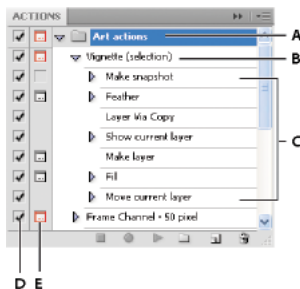 ACTIONS
Art actions
A
Vignette (selection)
B
Make snapshot
Feather
Layer Via Copy
Show current layer
C
Make layer
Fill
Move current layer
Frame Channel - 50 pixel
D E